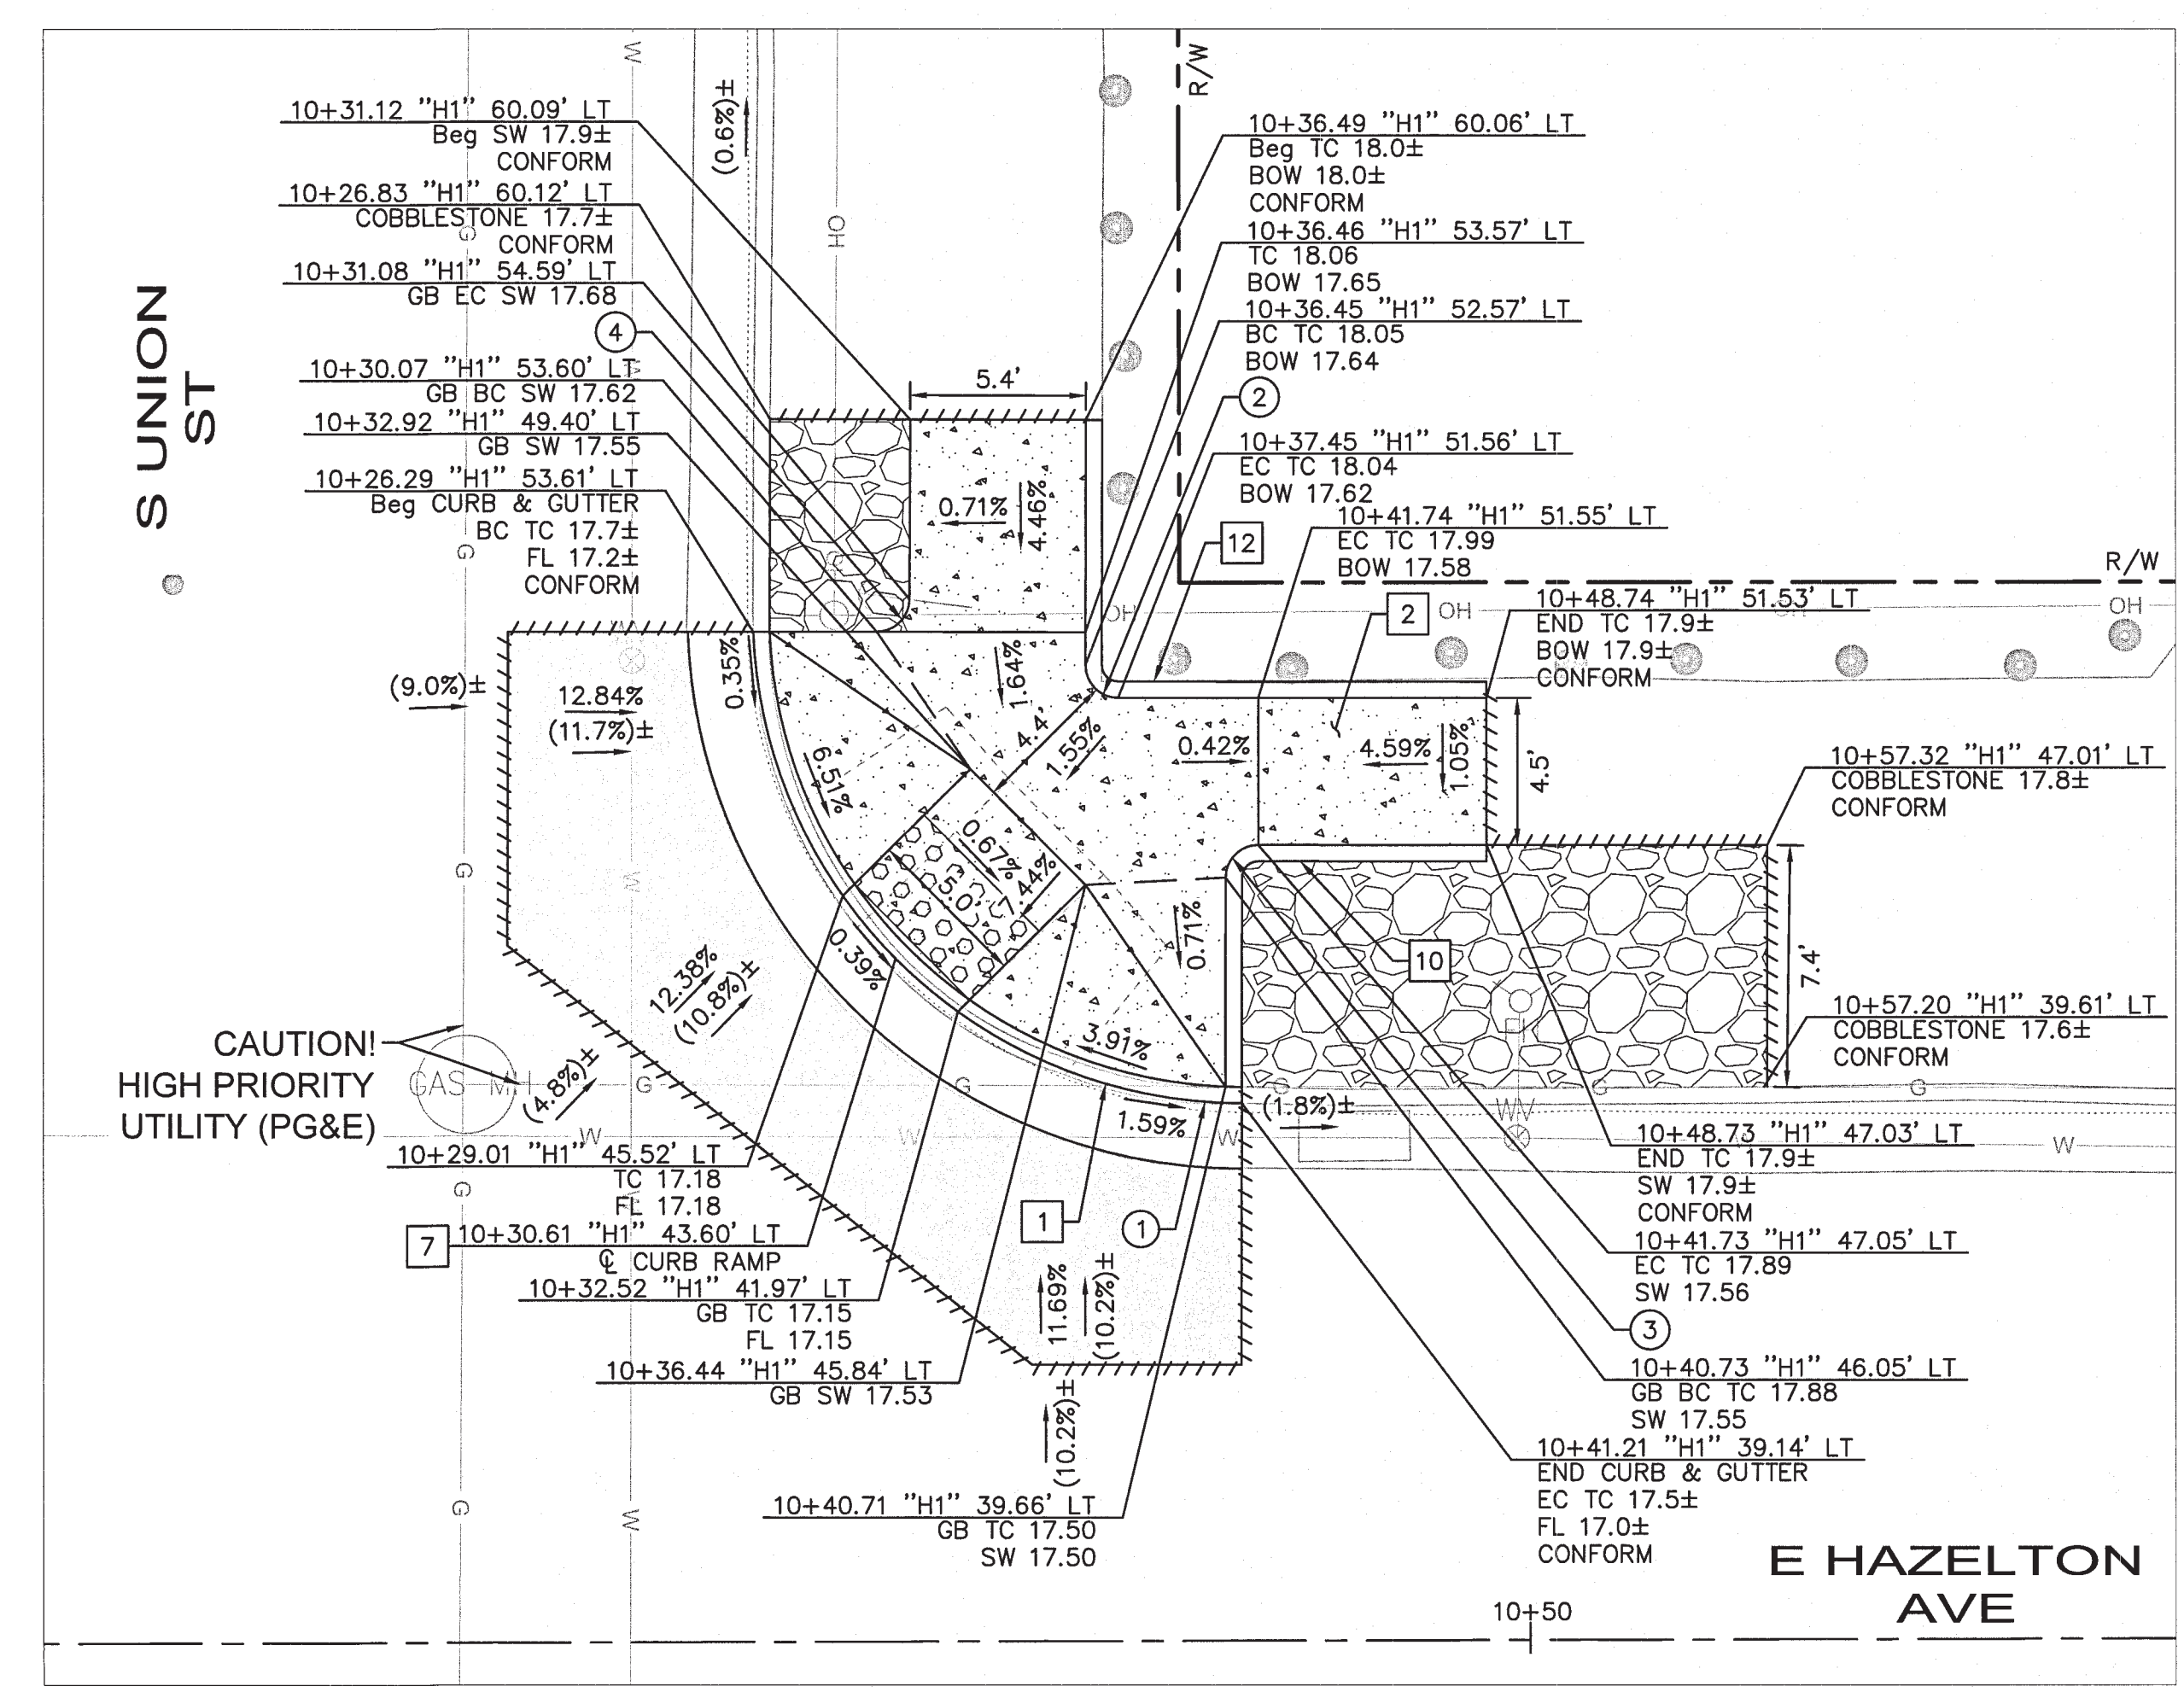 S UNION
ST
10+31.12 "H1" 60.09' LT
Beg SW 17.9±
CONFORM
10+26.83 "H1" 60.12' LT
COBBLESTONE 17.7±
CONFORM
10+31.08 "H1" 54.59' LT
GB EC SW 17.68
4
10+30.07 "H1" 53.60' LT
GB BC SW 17.62
10+32.92 "H1" 49.40' LT
GB SW 17.55
10+26.29 "H1" 53.61' LT
Beg CURB & GUTTER
BC TC 17.7±
FL 17.2±
CONFORM
W
(0.6%)±
OH
R/W
10+36.49 "H1" 60.06' LT
Beg TC 18.0±
BOW 18.0±
CONFORM
10+36.46 "H1" 53.57' LT
TC 18.06
BOW 17.65
10+36.45 "H1" 52.57' LT
BC TC 18.05
BOW 17.64
2
10+37.45 "H1" 51.56' LT
EC TC 18.04
BOW 17.62
10+41.74 "H1" 51.55' LT
EC TC 17.99
BOW 17.58
12
R/W
2
OH
OH
OH
OH
10+48.74 "H1" 51.53' LT
END TC 17.9±
BOW 17.9±
CONFORM
5.4'
0.71%
4.46%
G
G
G
(9.0%)±
12.84%
(11.7%)±
0.35%
1.64%
4.4'
1.55%
0.42%
4.59%
1.05%
4.5'
10+57.32 "H1" 47.01' LT
COBBLESTONE 17.8±
CONFORM
6.51%
0.67%
5.0'
7.44%
0.39%
0.71%
10
7.4'
W
12.38%
(10.8%)±
(4.8%)±
3.91%
1.59%
(1.8%)±
FH
WV
10+57.20 "H1" 39.61' LT
COBBLESTONE 17.6±
CONFORM
CAUTION!
HIGH PRIORITY
UTILITY (PG&E)
GAS MH
G
G
G
G
G
W
W
W
W
10+29.01 "H1" 45.52' LT
TC 17.18
FL 17.18
G
7
10+30.61 "H1" 43.60' LT
℄ CURB RAMP
10+32.52 "H1" 41.97' LT
GB TC 17.15
FL 17.15
10+36.44 "H1" 45.84' LT
GB SW 17.53
1
1
11.69%
(10.2%)±
(10.2%)±
10+40.71 "H1" 39.66' LT
GB TC 17.50
SW 17.50
G
W
10+48.73 "H1" 47.03' LT
END TC 17.9±
SW 17.9±
CONFORM
10+41.73 "H1" 47.05' LT
EC TC 17.89
SW 17.56
3
10+40.73 "H1" 46.05' LT
GB BC TC 17.88
SW 17.55
10+41.21 "H1" 39.14' LT
END CURB & GUTTER
EC TC 17.5±
FL 17.0±
CONFORM
E HAZELTON
AVE
10+50